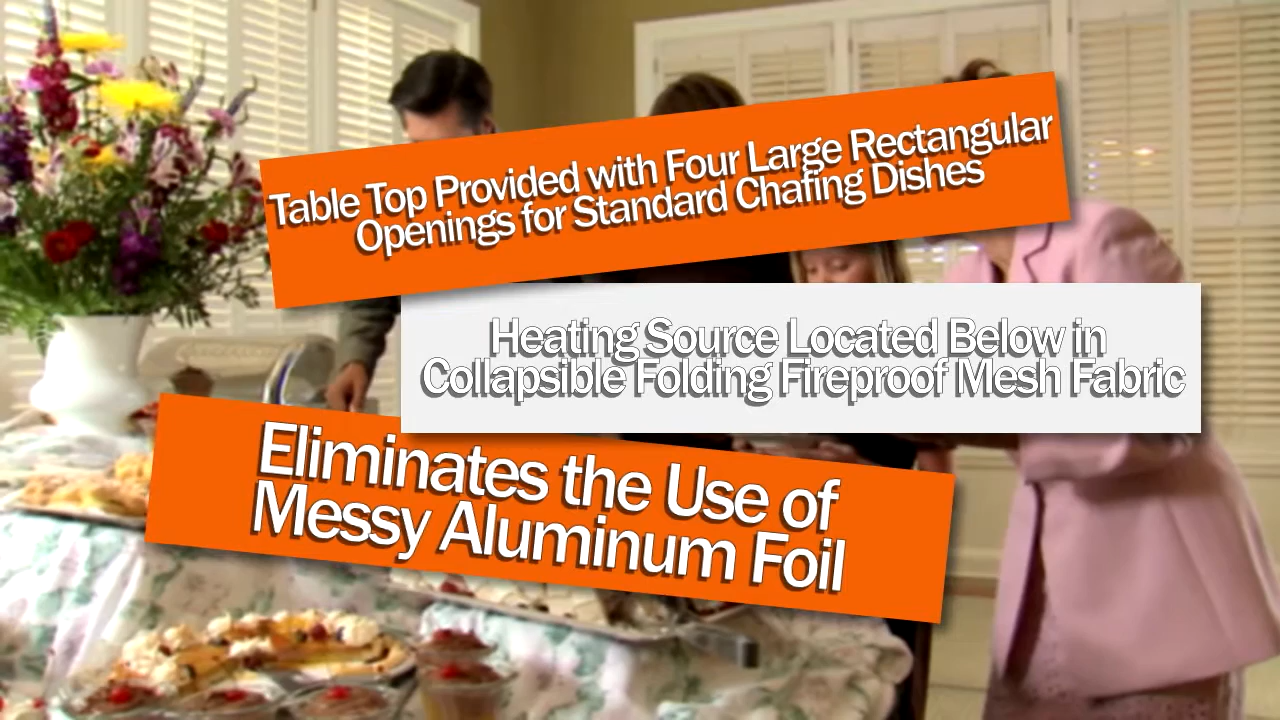 Table Top Provided with Four Large Rectangular
Openings for Standard Chafing Dishes
Heating Source Located Below in
Collapsible Folding Fireproof Mesh Fabric
Eliminates the Use of
Messy Aluminum Foil